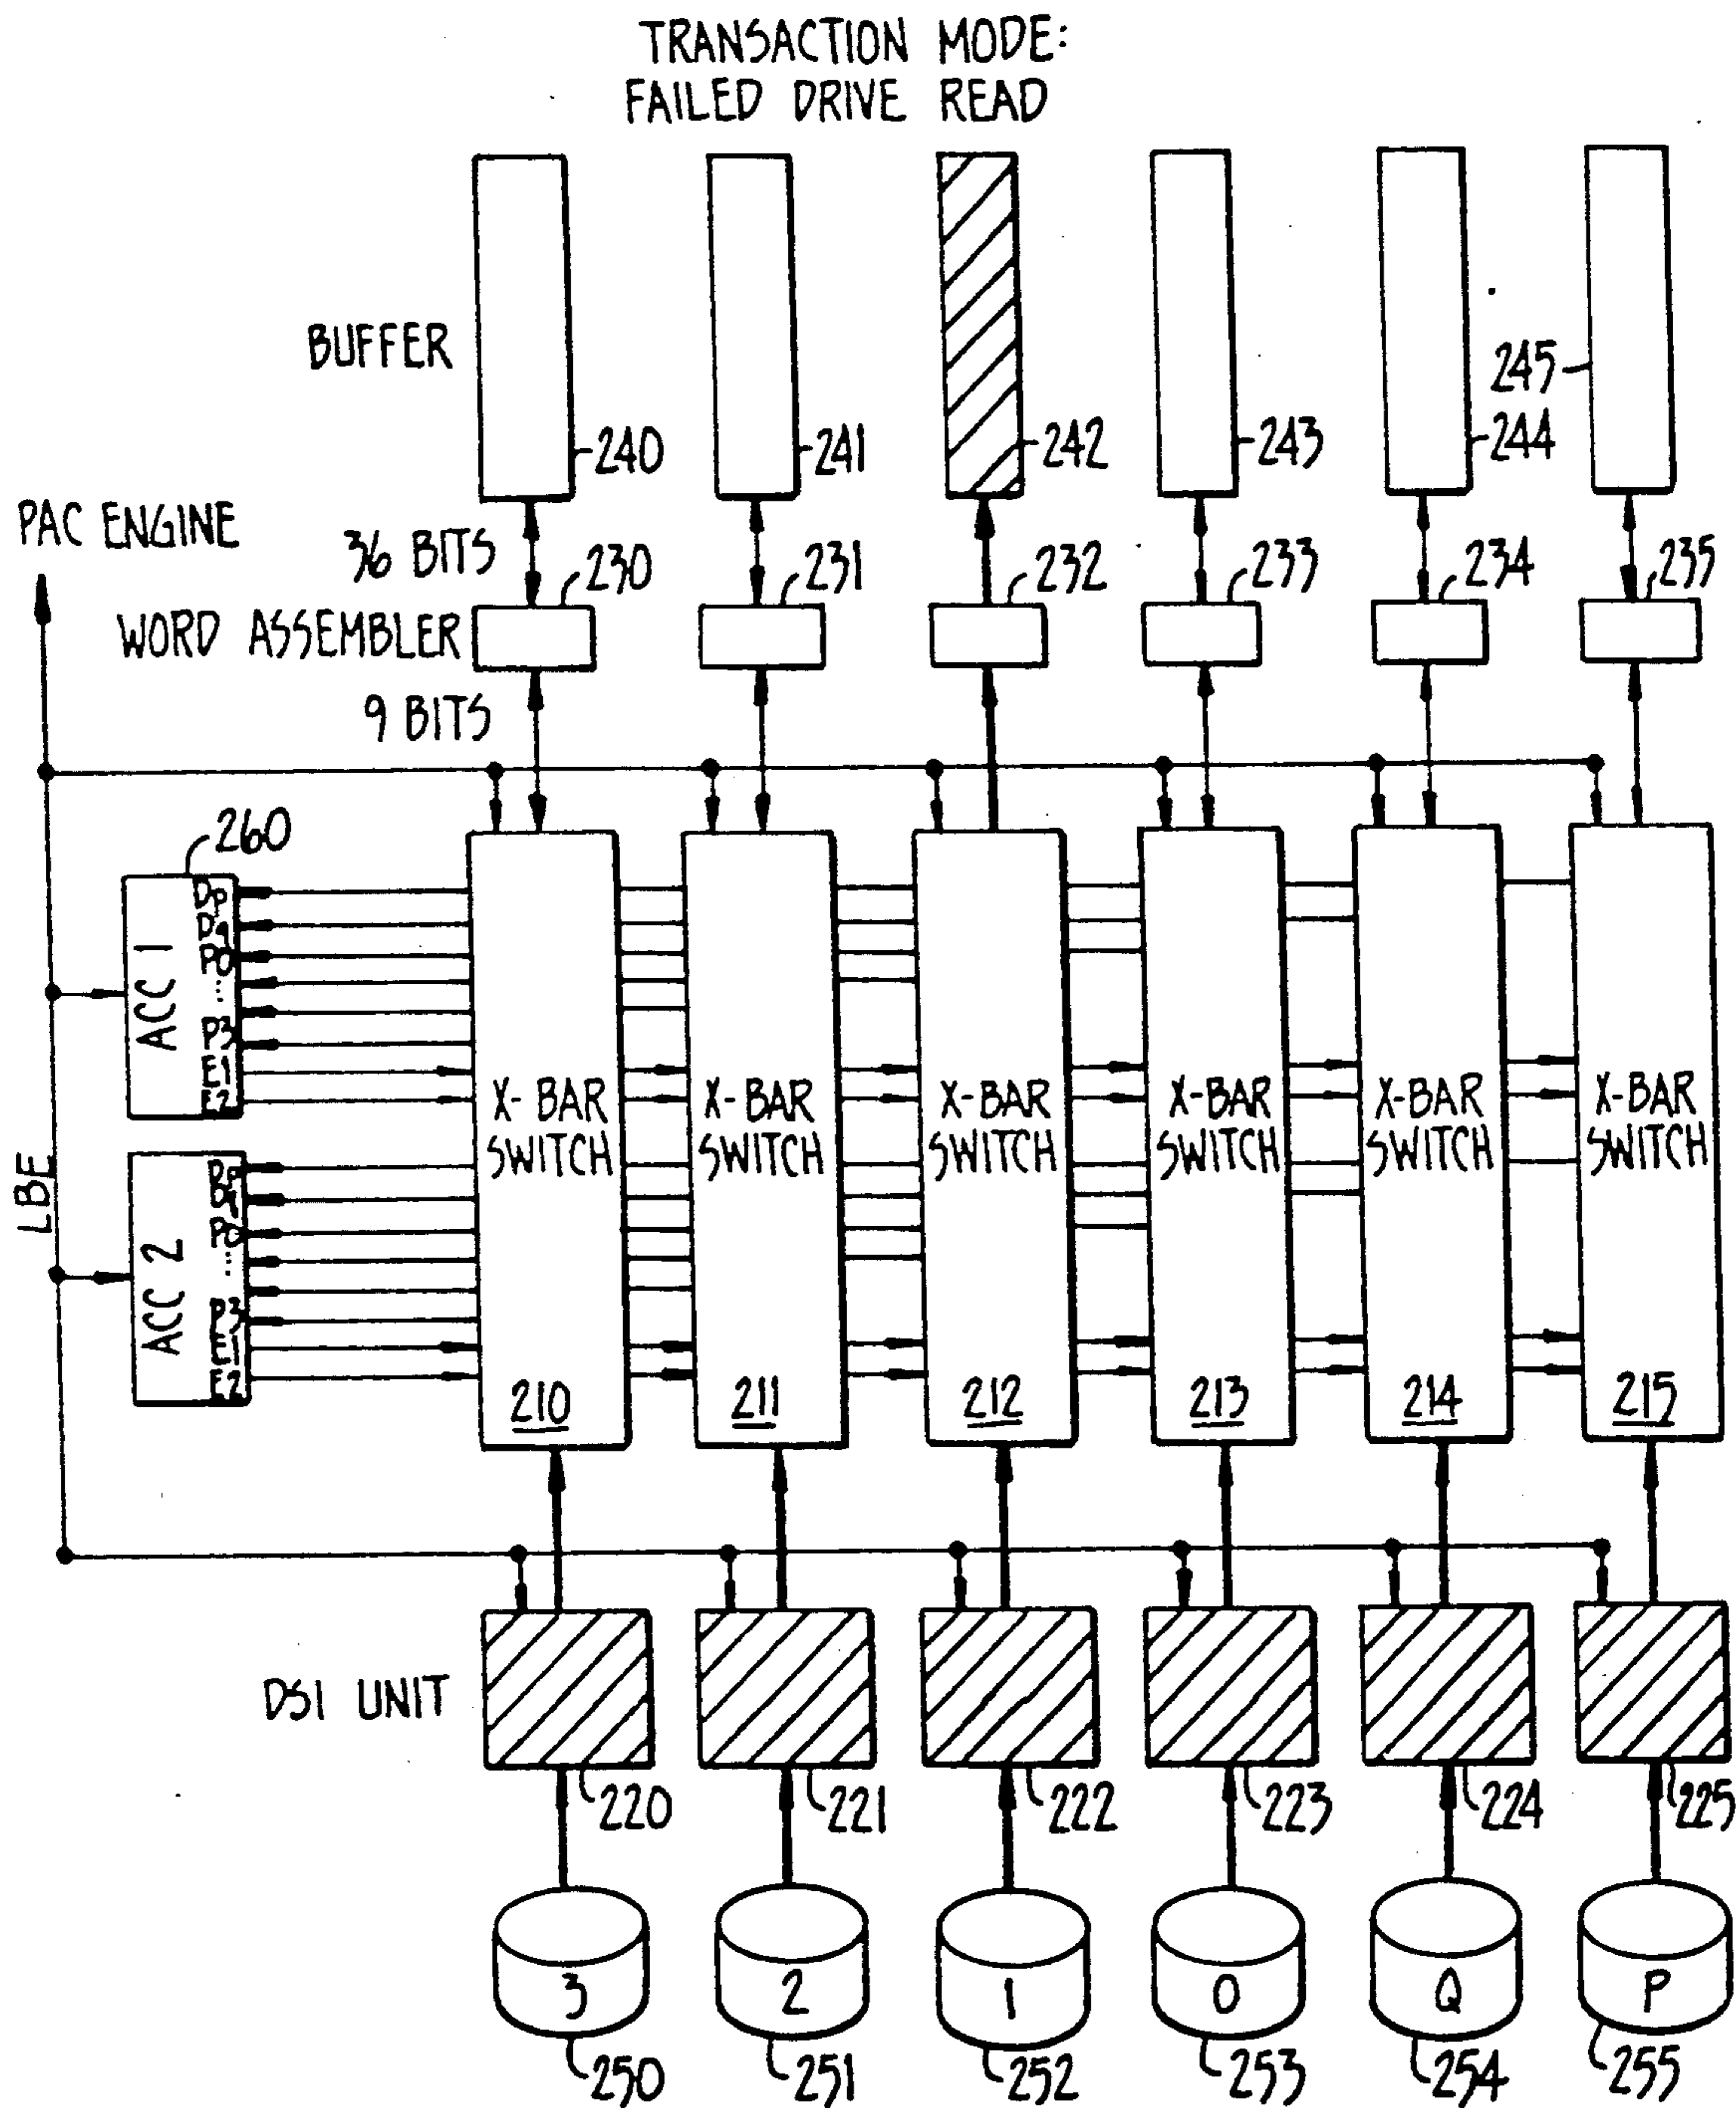 TRANSACTION MODE:
FAILED DRIVE READ
BUFFER
240
241
242
243
244
245
PAC ENGINE
36 BITS
WORD ASSEMBLER
230
231
232
233
234
235
9 BITS
260
ACC 1
Dp
Dq
P0
...
P3
E1
E2
X-BAR
SWITCH
X-BAR
SWITCH
X-BAR
SWITCH
X-BAR
SWITCH
X-BAR
SWITCH
X-BAR
SWITCH
LBE
ACC 2
Dp
Dq
P0
...
P3
E1
E2
210
211
212
213
214
215
DSI UNIT
220
221
222
223
224
225
3
2
1
0
Q
P
250
251
252
253
254
255